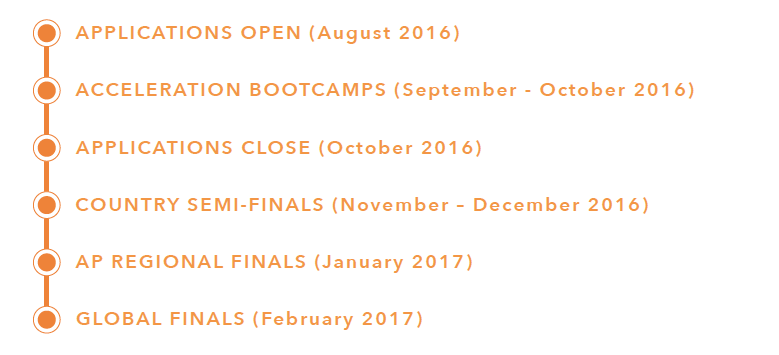 APPLICATIONS OPEN (August 2016)
ACCELERATION BOOTCAMPS (September - October 2016)
APPLICATIONS CLOSE (October 2016)
COUNTRY SEMI-FINALS (November – December 2016)
AP REGIONAL FINALS (January 2017)
GLOBAL FINALS (February 2017)